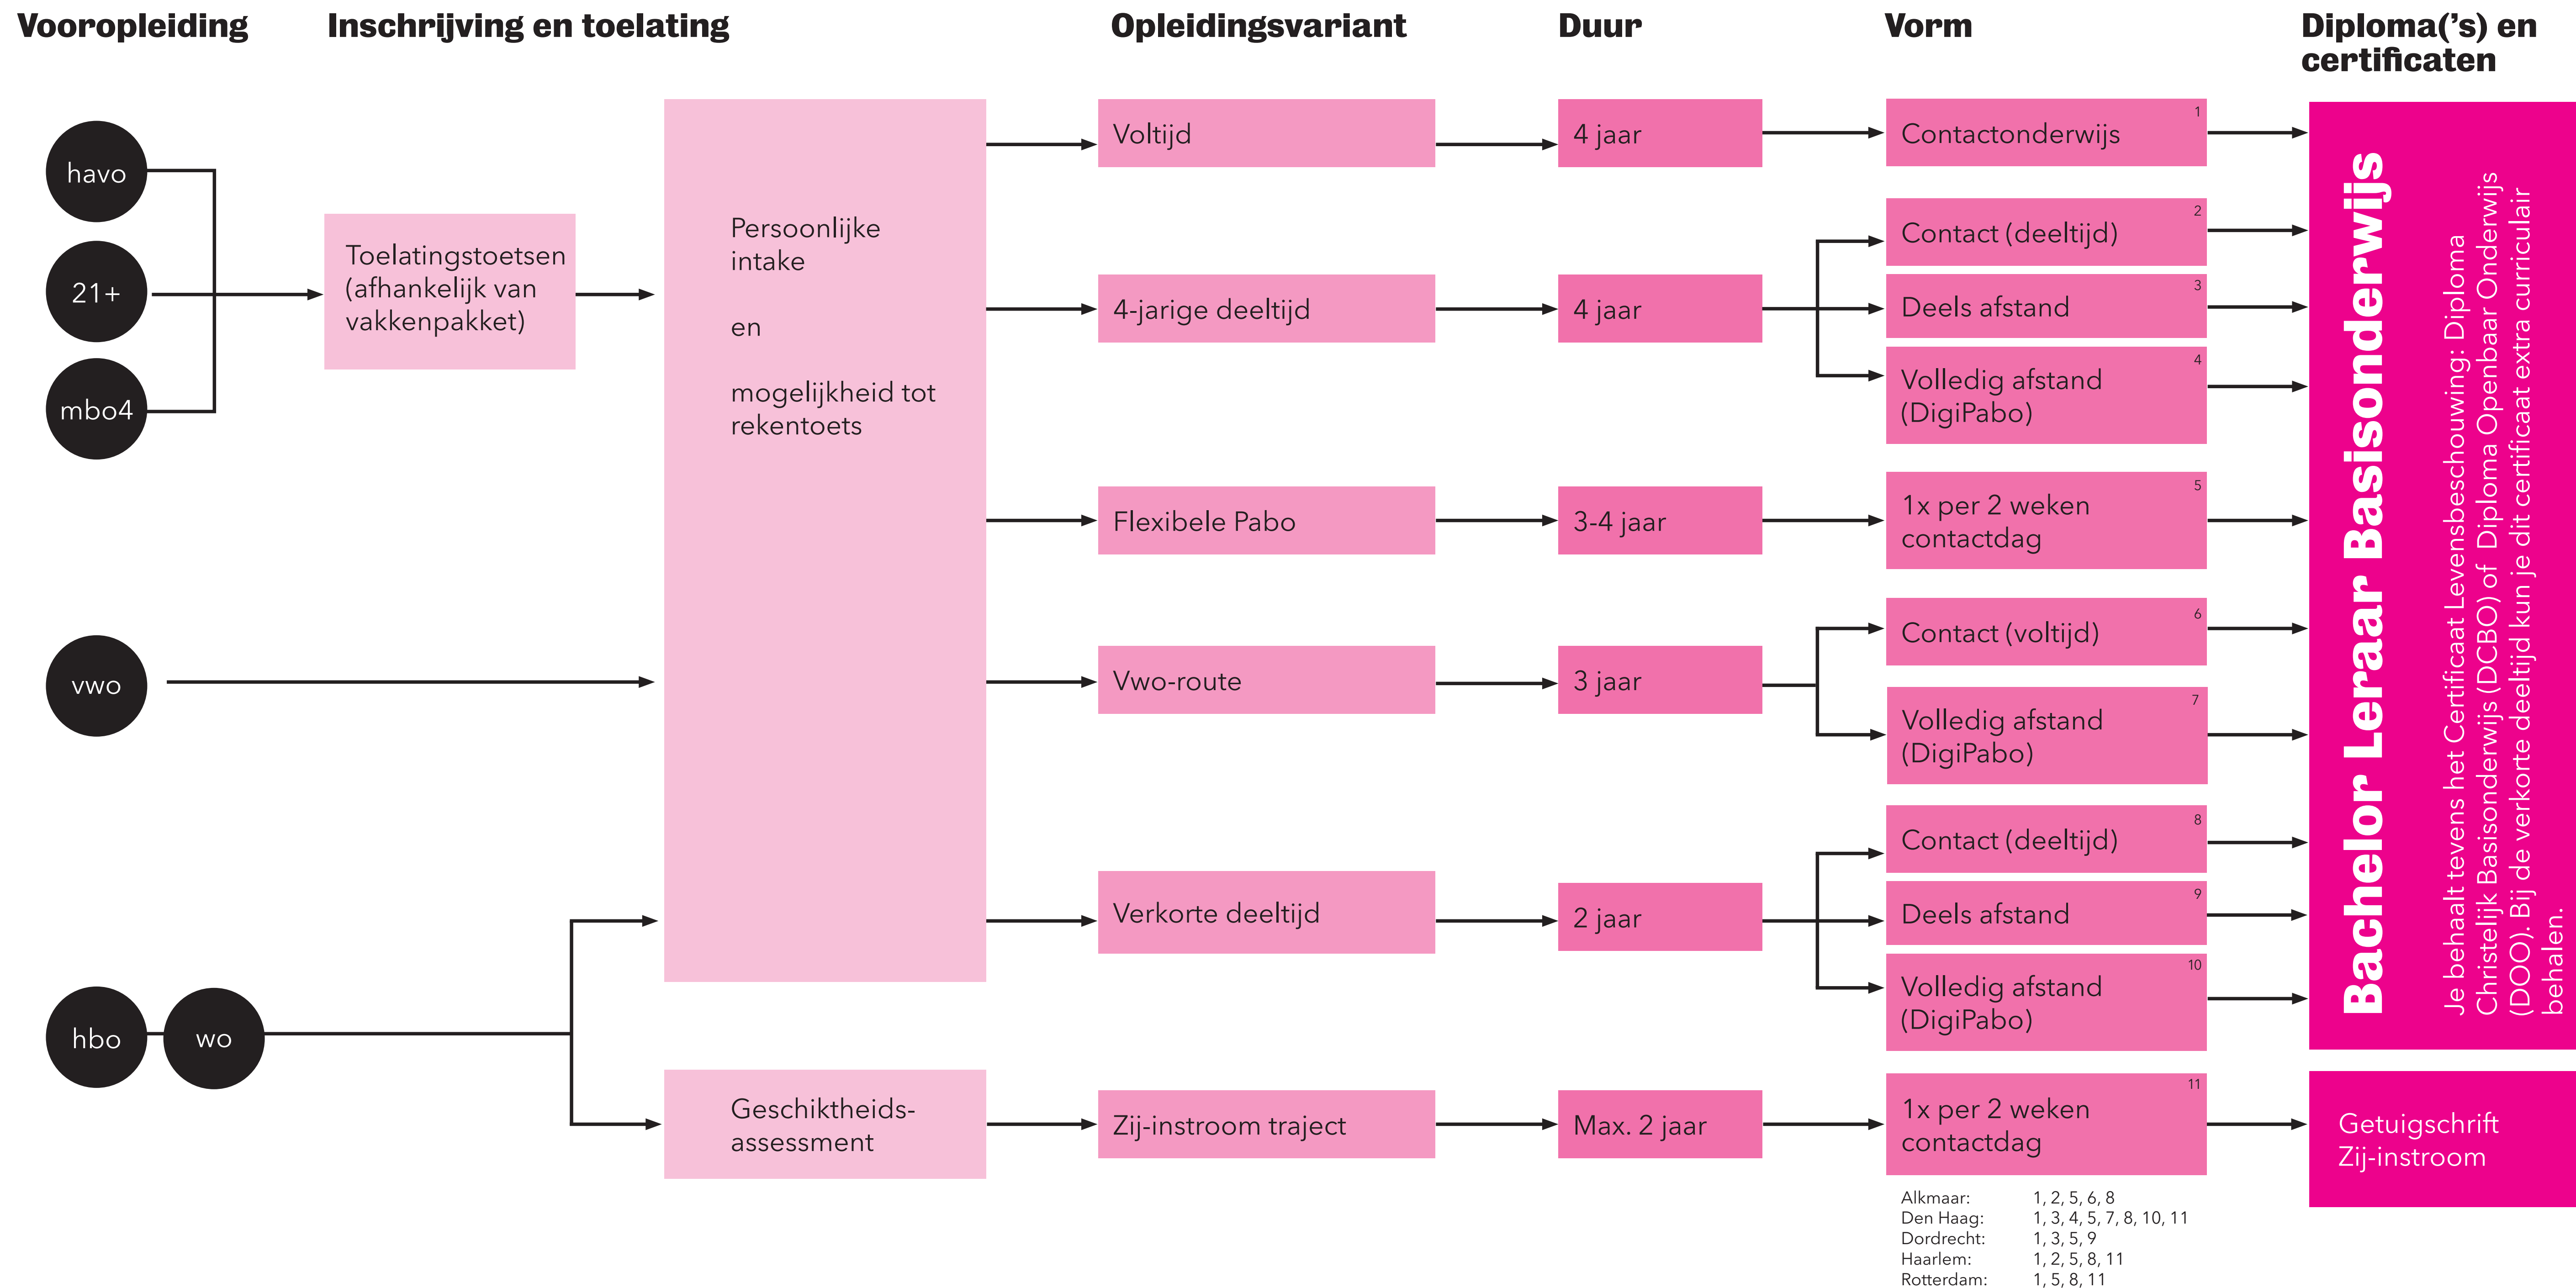 Vooropleiding
Inschrijving en toelating
Opleidingsvariant
Duur
Vorm
Diploma(’s) en
certificaten
havo
21+
mbo4
vwo
hbo
wo
Toelatingstoetsen
(afhankelijk van
vakkenpakket)
Persoonlijke
intake
en
mogelijkheid tot
rekentoets
Geschiktheids-
assessment
Voltijd
4 jaar
Contactonderwijs
1
4-jarige deeltijd
4 jaar
Contact (deeltijd)
2
Deels afstand
3
Volledig afstand
(DigiPabo)
4
Flexibele Pabo
3-4 jaar
1x per 2 weken
contactdag
5
Vwo-route
3 jaar
Contact (voltijd)
6
Volledig afstand
(DigiPabo)
7
Verkorte deeltijd
2 jaar
Contact (deeltijd)
8
Deels afstand
9
Volledig afstand
(DigiPabo)
10
Zij-instroom traject
Max. 2 jaar
1x per 2 weken
contactdag
11
Bachelor Leraar Basisonderwijs
Je behaalt tevens het Certificaat Levensbeschouwing: Diploma
Christelijk Basisonderwijs (DCBO) of Diploma Openbaar Onderwijs
(DOO). Bij de verkorte deeltijd kun je dit certificaat extra curriculair
behalen.
Getuigschrift
Zij-instroom
Alkmaar: 1, 2, 5, 6, 8
Den Haag: 1, 3, 4, 5, 7, 8, 10, 11
Dordrecht: 1, 3, 5, 9
Haarlem: 1, 2, 5, 8, 11
Rotterdam: 1, 5, 8, 11